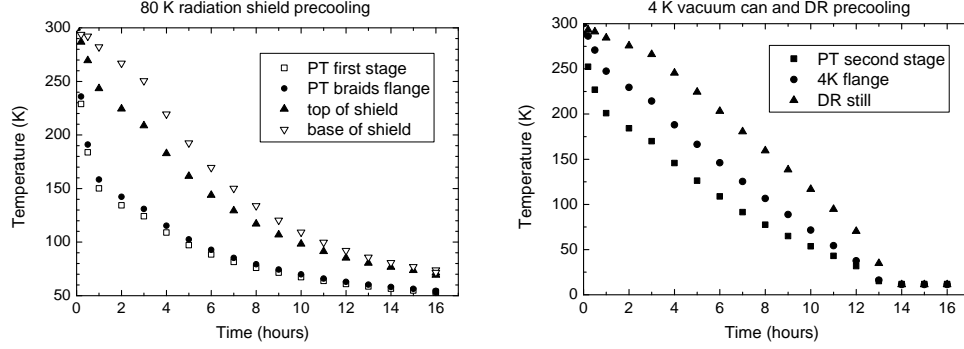 80 K radiation shield precooling
300
250
200
150
100
50
0 2 4 6 8 10 12 14 16
Temperature (K)
Time (hours)
PT first stage
PT braids flange
top of shield
base of shield
4 K vacuum can and DR precooling
300
250
200
150
100
50
0
0 2 4 6 8 10 12 14 16
Temperature (K)
Time (hours)
PT second stage
4K flange
DR still